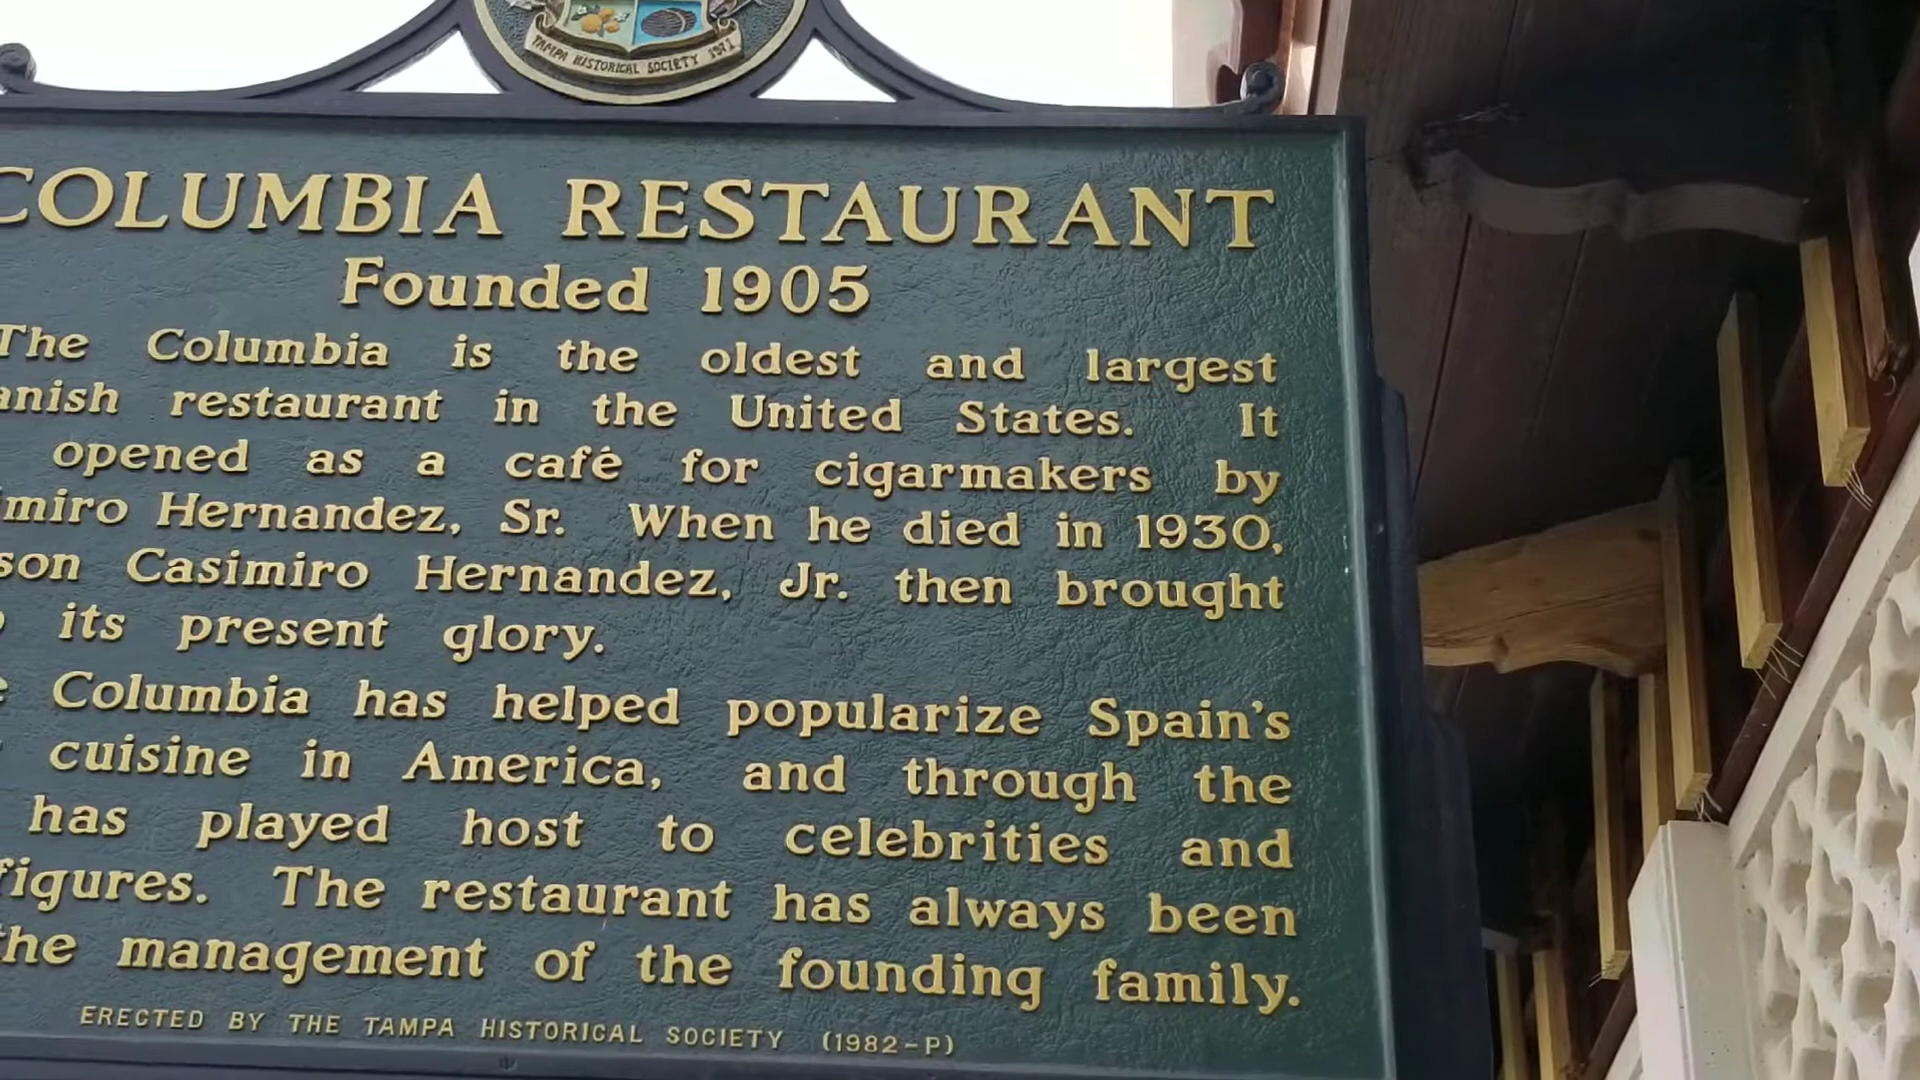 TAMPA HISTORICAL SOCIETY 1971
COLUMBIA RESTAURANT
Founded 1905
The Columbia is the oldest and largest
anish restaurant in the United States. It
opened as a café for cigarmakers by
imiro Hernandez, Sr. When he died in 1930,
son Casimiro Hernandez, Jr. then brought
its present glory.
Columbia has helped popularize Spain's
cuisine in America, and through the
has played host to celebrities and
figures. The restaurant has always been
the management of the founding family.
ERECTED BY THE TAMPA HISTORICAL SOCIETY (1982-P)